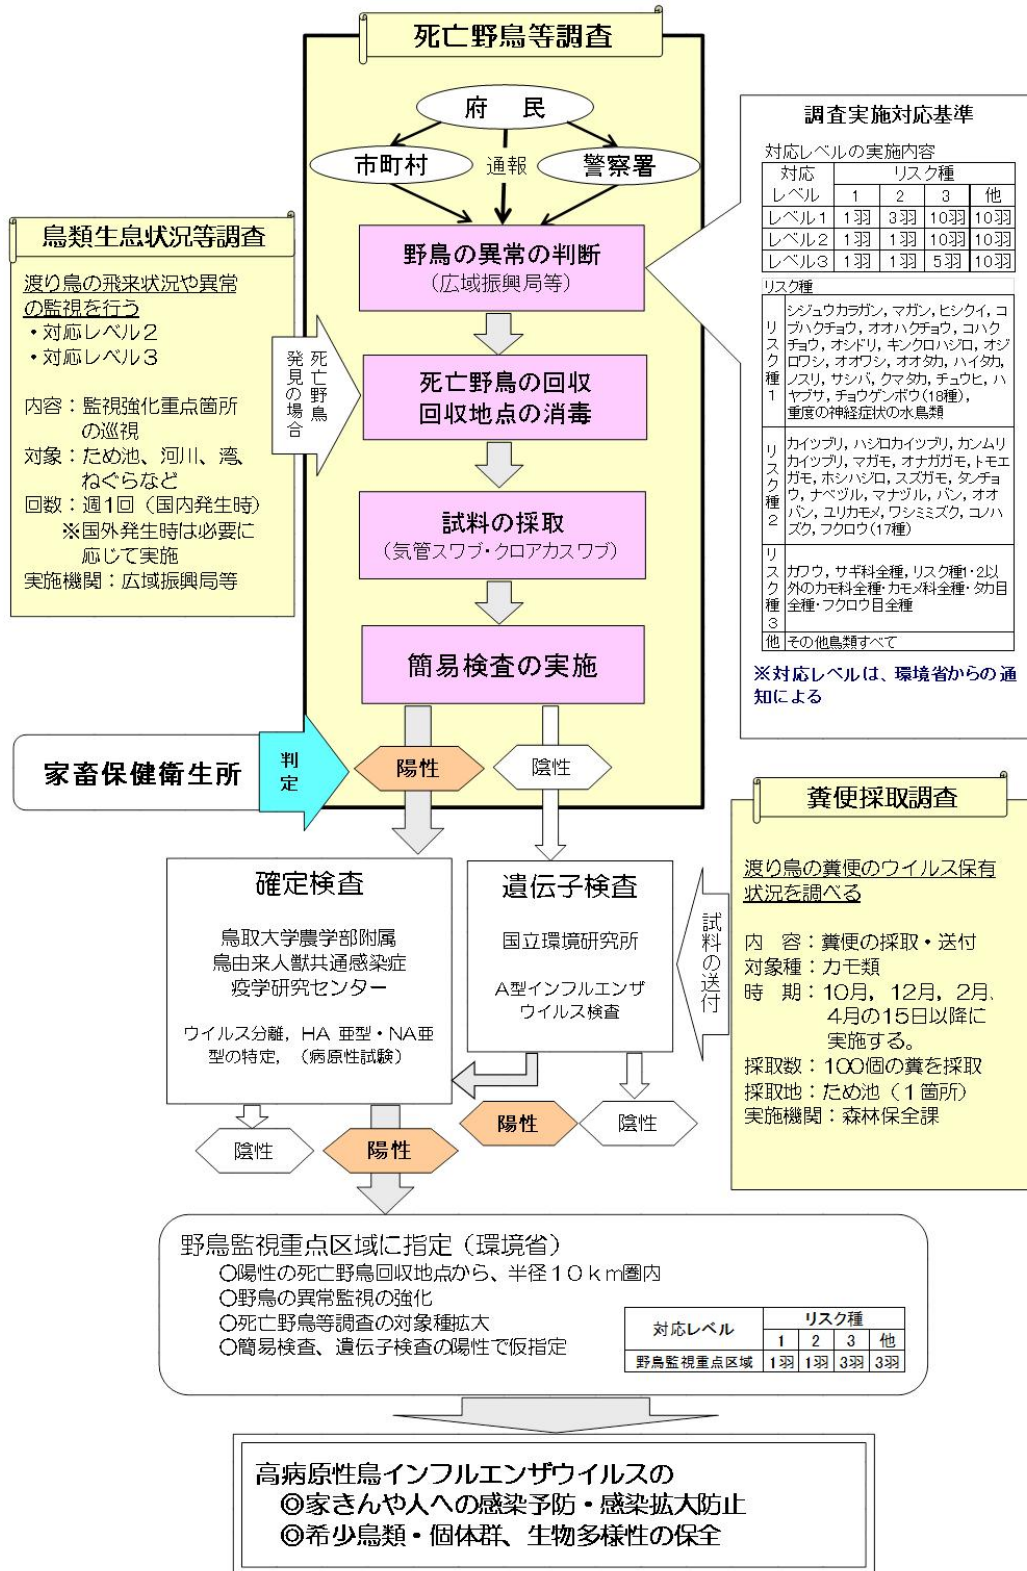 死亡野鳥等調査
府　民
市町村
通報
警察署
野鳥の異常の判断
(広域振興局等)
死亡野鳥の回収
回収地点の消毒
試料の採取
(気管スワブ・クロアカスワブ)
簡易検査の実施
陽性
陰性
鳥類生息状況等調査
渡り鳥の飛来状況や異常
の監視を行う
・対応レベル2
・対応レベル3
内容：監視強化重点箇所
の巡視
対象：ため池、河川、湾、
ねぐらなど
回数：週1回（国内発生時）
※国外発生時は必要に
応じて実施
実施機関：広域振興局等
死亡野鳥
発見の場合
調査実施対応基準
対応レベルの実施内容
対応
レベル
リスク種
1 2 3 他
レベル1 1羽 3羽 10羽 10羽
レベル2 1羽 1羽 10羽 10羽
レベル3 1羽 1羽 5羽 10羽
リスク種
リスク種1
シジュウカラガン, マガン, ヒシクイ, コ
ブハクチョウ, オオハクチョウ, コハク
チョウ, オシドリ, キンクロハジロ, オジ
ロワシ, オオワシ, オオタカ, ハイタカ,
ノスリ, サシバ, クマタカ, チュウヒ, ハ
ヤブサ, チョウゲンボウ(18種),
重度の神経症状の水鳥類
リスク種2
カイツブリ, ハジロカイツブリ, カンムリ
カイツブリ, マガモ, オナガガモ, トモエ
ガモ, ホシハジロ, スズガモ, タンチョ
ウ, ナベヅル, マナヅル, バン, オオ
バン, ユリカモメ, ワシミミズク, コノハ
ズク, フクロウ(17種)
リスク種3
カワウ, サギ科全種, リスク種1・2以
外のカモ科全種・カモメ科全種・タカ目
全種・フクロウ目全種
他 その他鳥類すべて
※対応レベルは、環境省からの通
知による
家畜保健衛生所
判定
確定検査
鳥取大学農学部附属
鳥由来人獣共通感染症
疫学研究センター
ウイルス分離，HA 亜型・NA亜
型の特定，（病原性試験）
遺伝子検査
国立環境研究所
A型インフルエンザ
ウイルス検査
試料の送付
糞便採取調査
渡り鳥の糞便のウイルス保有
状況を調べる
内　容：糞便の採取・送付
対象種：カモ類
時　期：10月，12月，2月、
4月の15日以降に
実施する。
採取数：100個の糞を採取
採取地：ため池（1箇所）
実施機関：森林保全課
陰性
陽性
陽性
陰性
野鳥監視重点区域に指定（環境省）
○陽性の死亡野鳥回収地点から、半径10ｋｍ圏内
○野鳥の異常監視の強化
○死亡野鳥等調査の対象種拡大
○簡易検査、遺伝子検査の陽性で仮指定
対応レベル
リスク種
1 2 3 他
野鳥監視重点区域 1羽 1羽 3羽 3羽
高病原性鳥インフルエンザウイルスの
◎家きんや人への感染予防・感染拡大防止
◎希少鳥類・個体群、生物多様性の保全